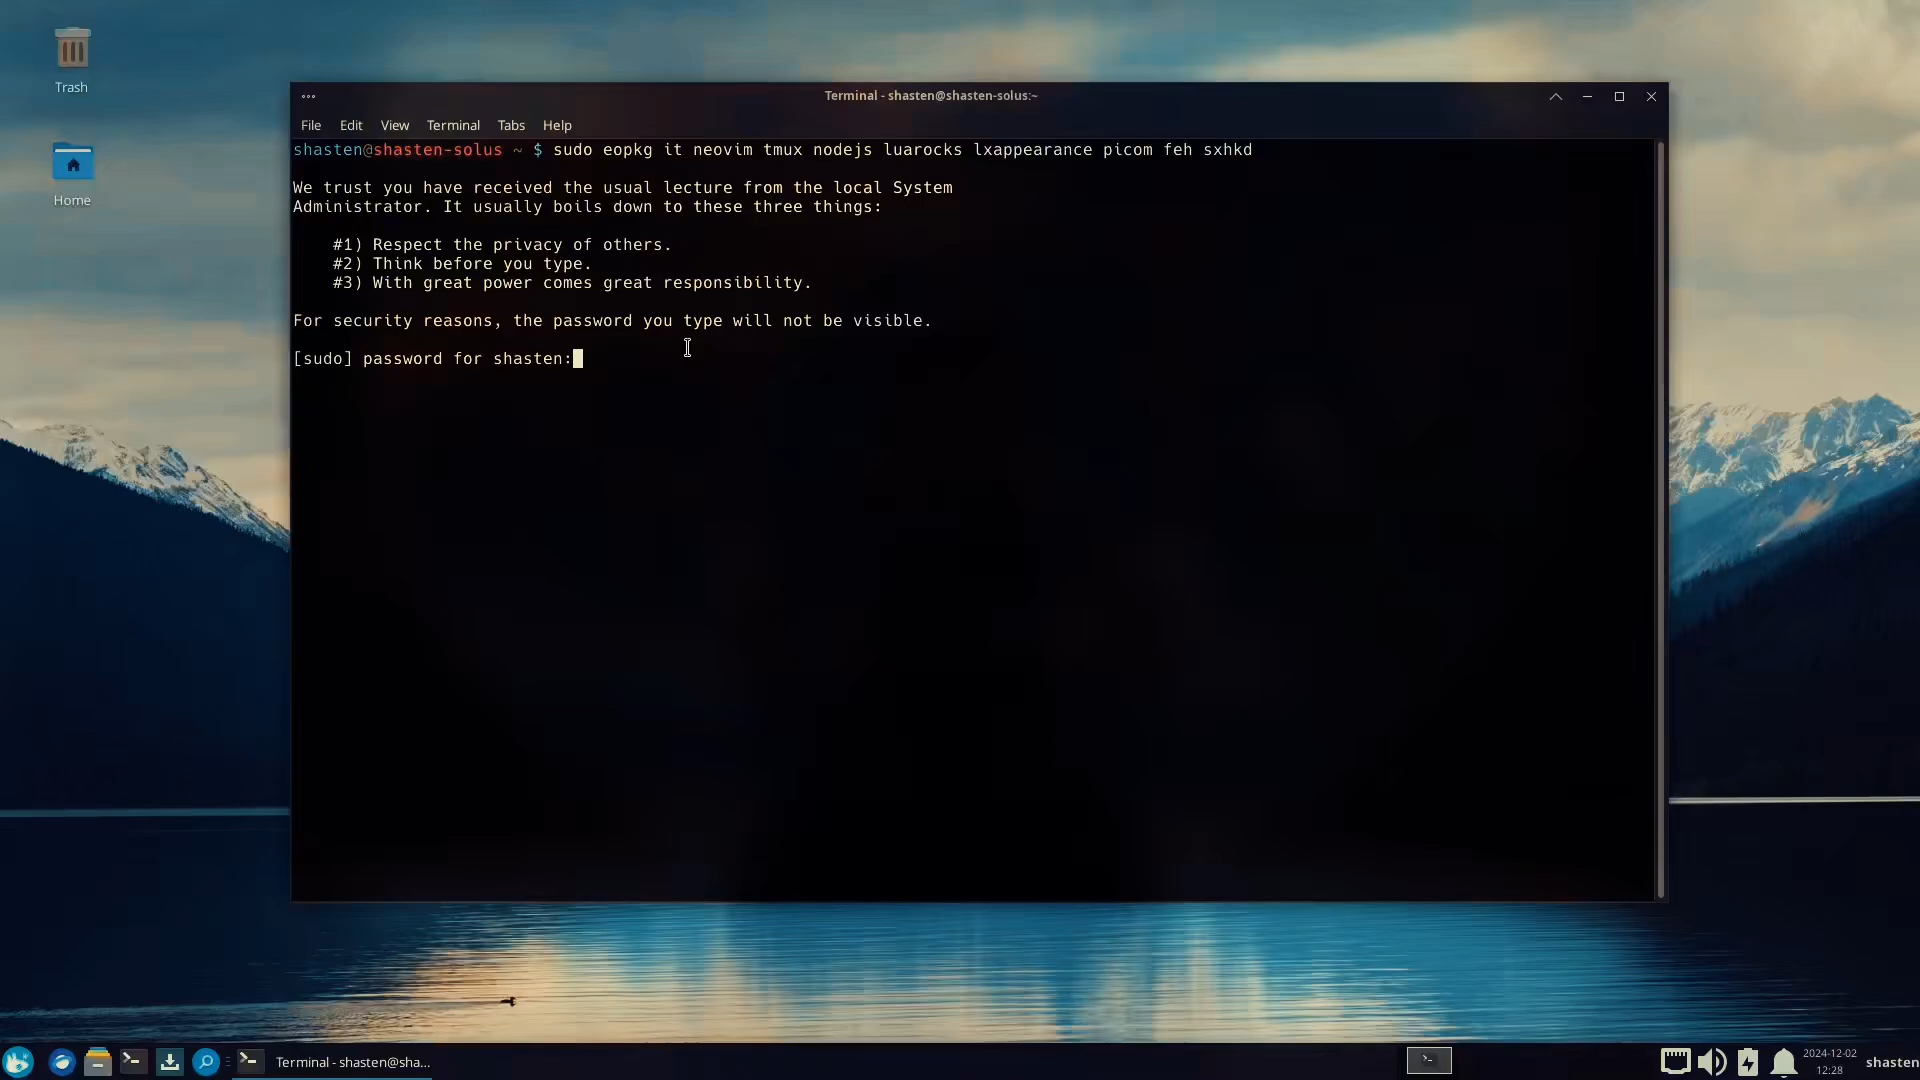 Trash
Home
Terminal - shasten@shasten-solus:~
File Edit View Terminal Tabs Help
shasten@shasten-solus ~ $ sudo eopkg it neovim tmux nodejs luarocks lxappearance picom feh sxhkd
We trust you have received the usual lecture from the local System
Administrator. It usually boils down to these three things:
#1) Respect the privacy of others.
#2) Think before you type.
#3) With great power comes great responsibility.
For security reasons, the password you type will not be visible.
[sudo] password for shasten:
Terminal - shasten@sha...
2024-12-02
12:28
shasten